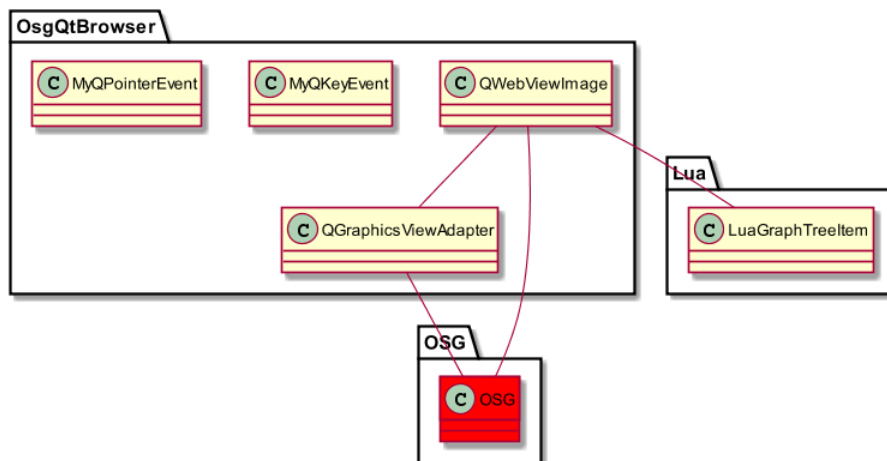 OsgQtBrowser
C MyQPointerEvent
C MyQKeyEvent
C QWebViewImage
Lua
C QGraphicsViewAdapter
C LuaGraphTreeItem
OSG
C OSG